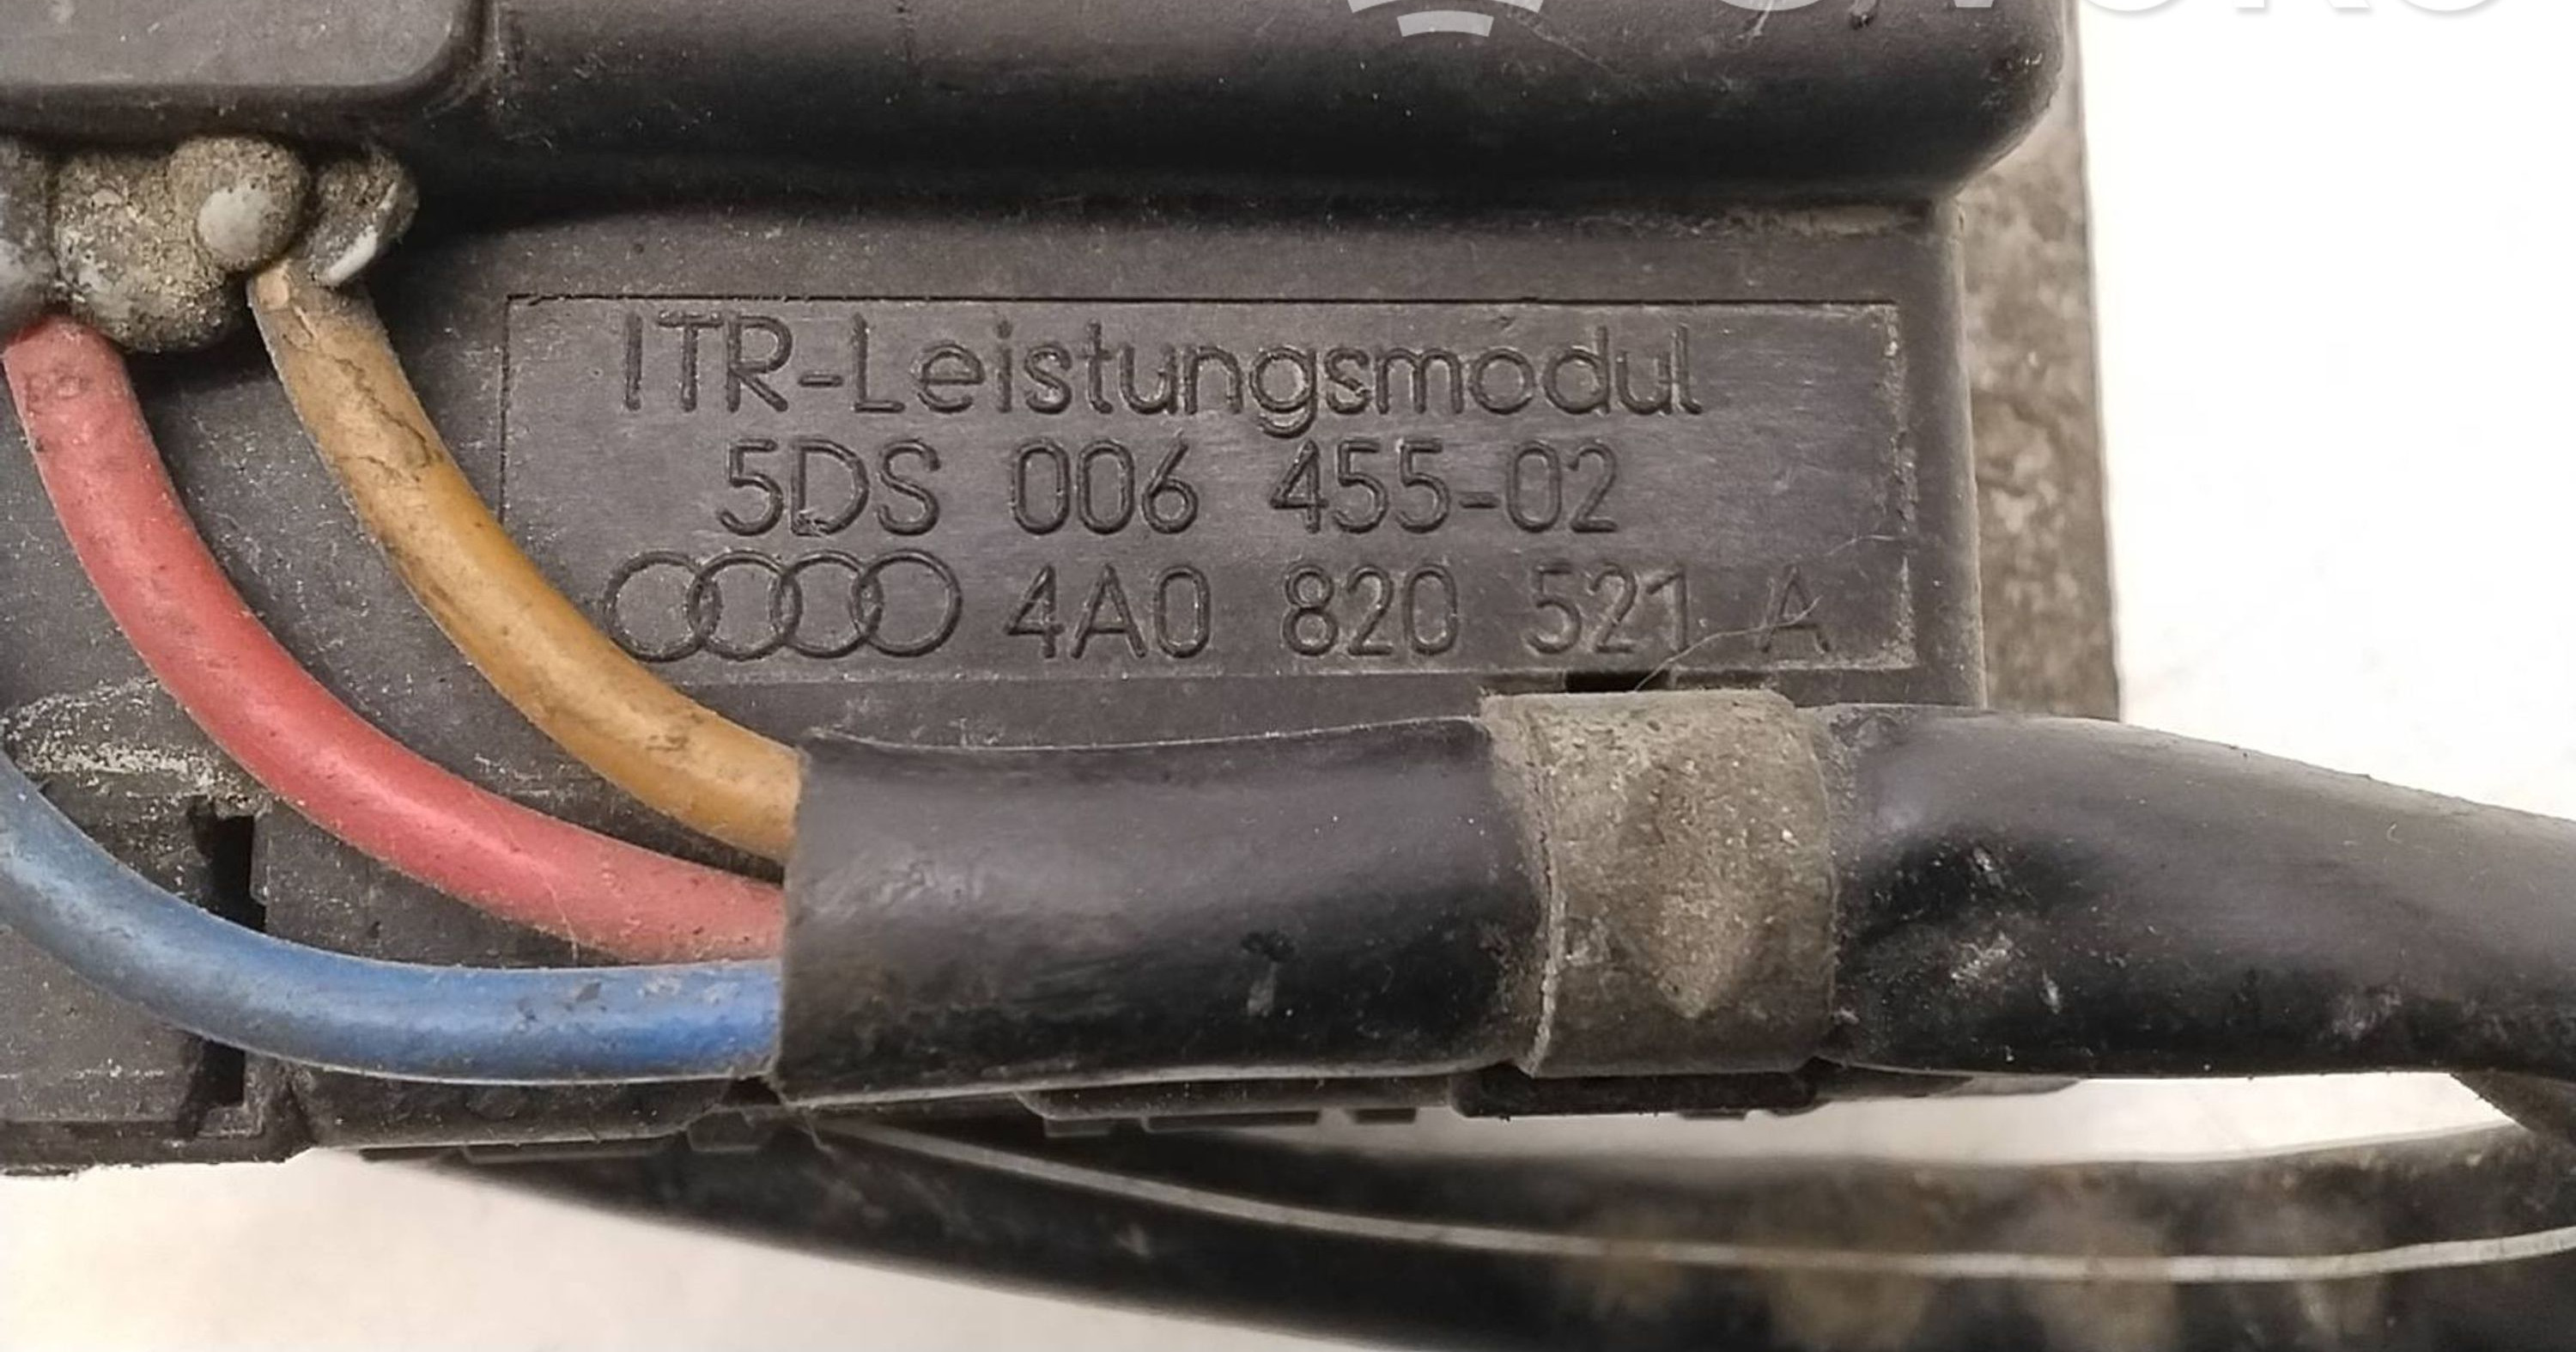 ITR-Leistungsmodul
5DS 006 455-02
4A0 820 521 A